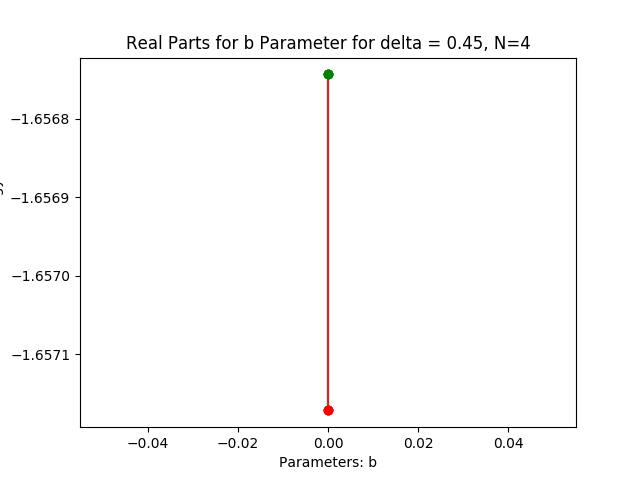 Real Parts for b Parameter for delta = 0.45, N=4
−1.6568
−1.6569
−1.6570
−1.6571
−0.04 −0.02 0.00 0.02 0.04
Parameters: b